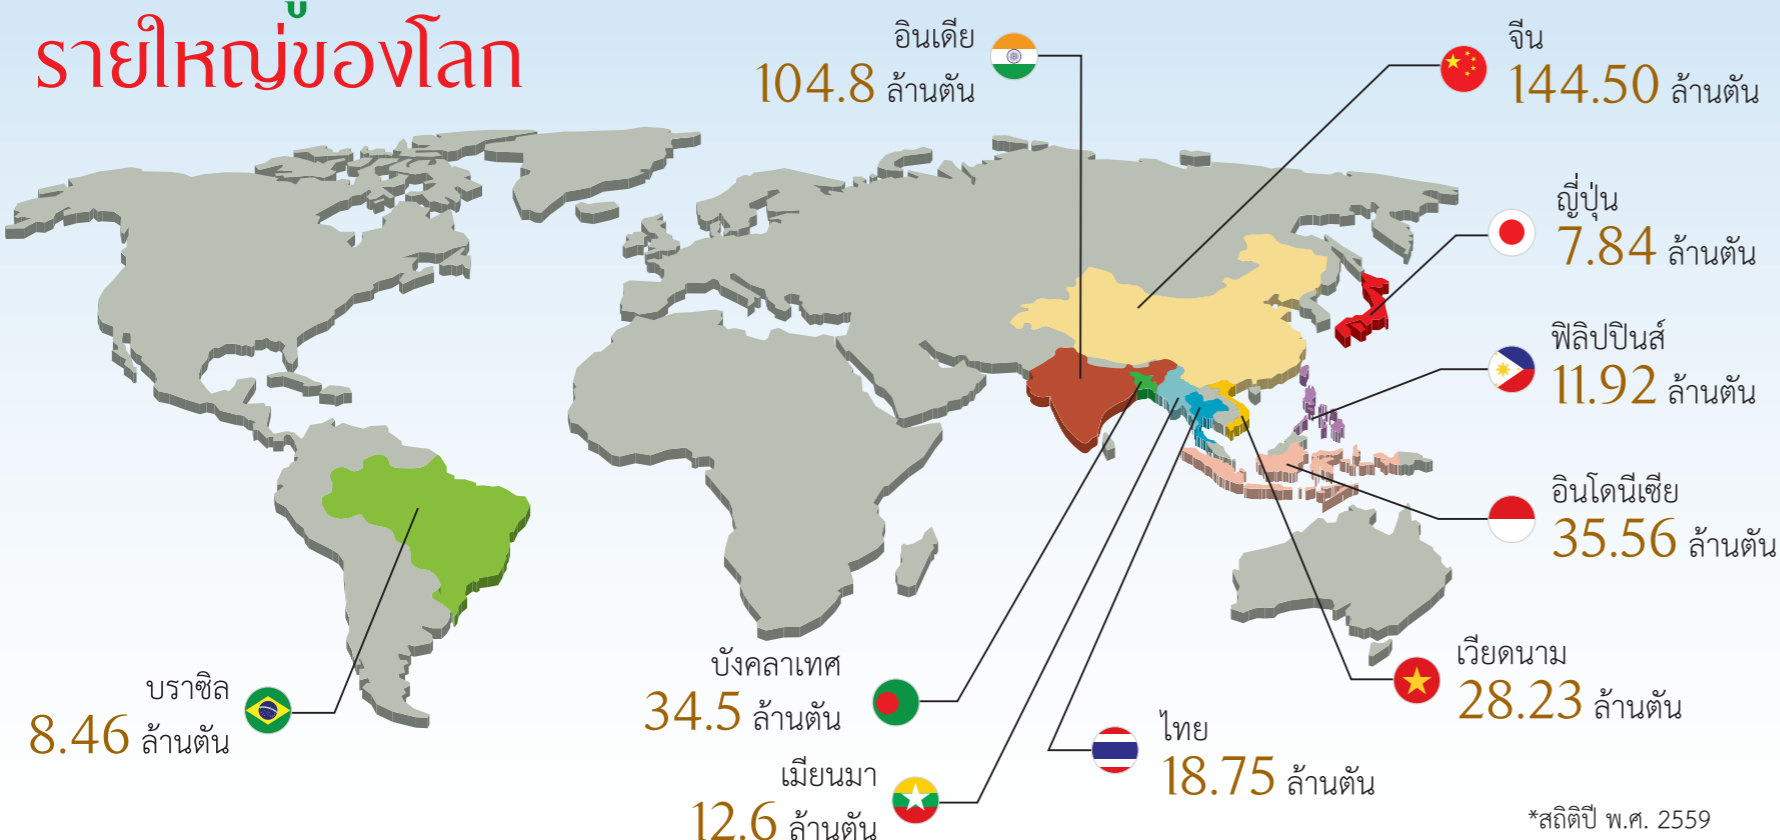 รายใหญ่ของโลก
อินเดีย
104.8 ล้านตัน
จีน
144.50 ล้านตัน
ญี่ปุ่น
7.84 ล้านตัน
ฟิลิปปินส์
11.92 ล้านตัน
อินโดนีเซีย
35.56 ล้านตัน
เวียดนาม
28.23 ล้านตัน
ไทย
18.75 ล้านตัน
บังคลาเทศ
34.5 ล้านตัน
เมียนมา
12.6 ล้านตัน
บราซิล
8.46 ล้านตัน
*สถิติปี พ.ศ. 2559